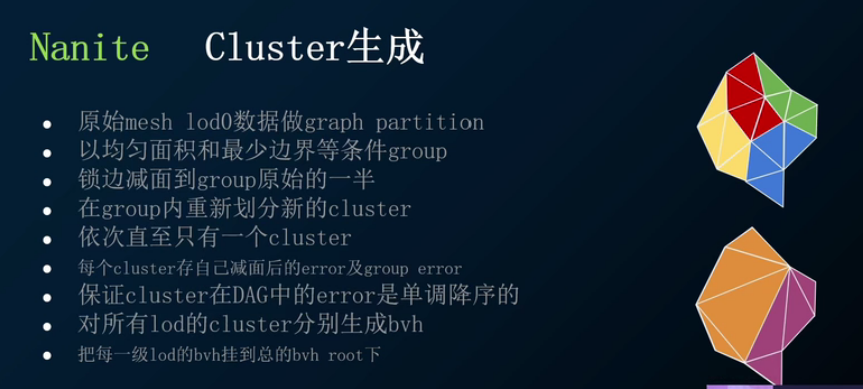 Nanite Cluster生成
原始mesh lod0数据做graph partition
以均匀面积和最少边界等条件group
锁边减面到group原始的一半
在group内重新划分新的cluster
依次直至只有一个cluster
每个cluster存自己减面后的error及group error
保证cluster在DAG中的error是单调降序的
对所有lod的cluster分别生成bvh
把每一级lod的bvh挂到总的bvh root下